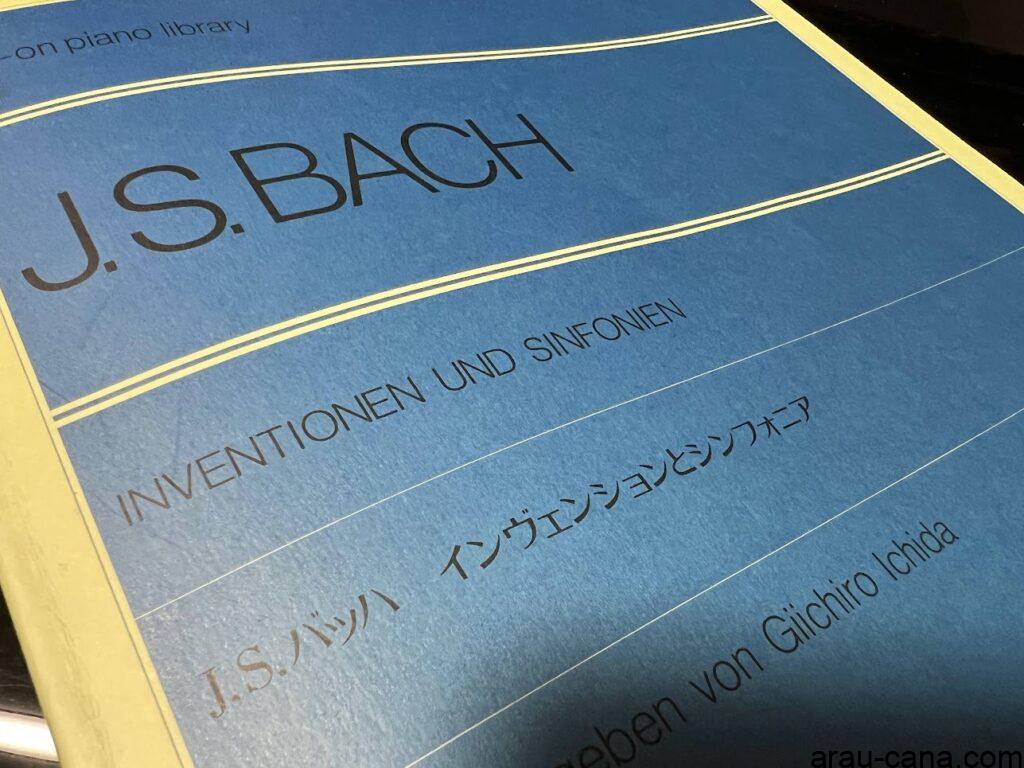 -on piano library
J.S.BACH
INVENTIONEN UND SINFONIEN
J.S.バッハ インヴェンションとシンフォニア
geben von Giichiro Ichida
arau-cana.com